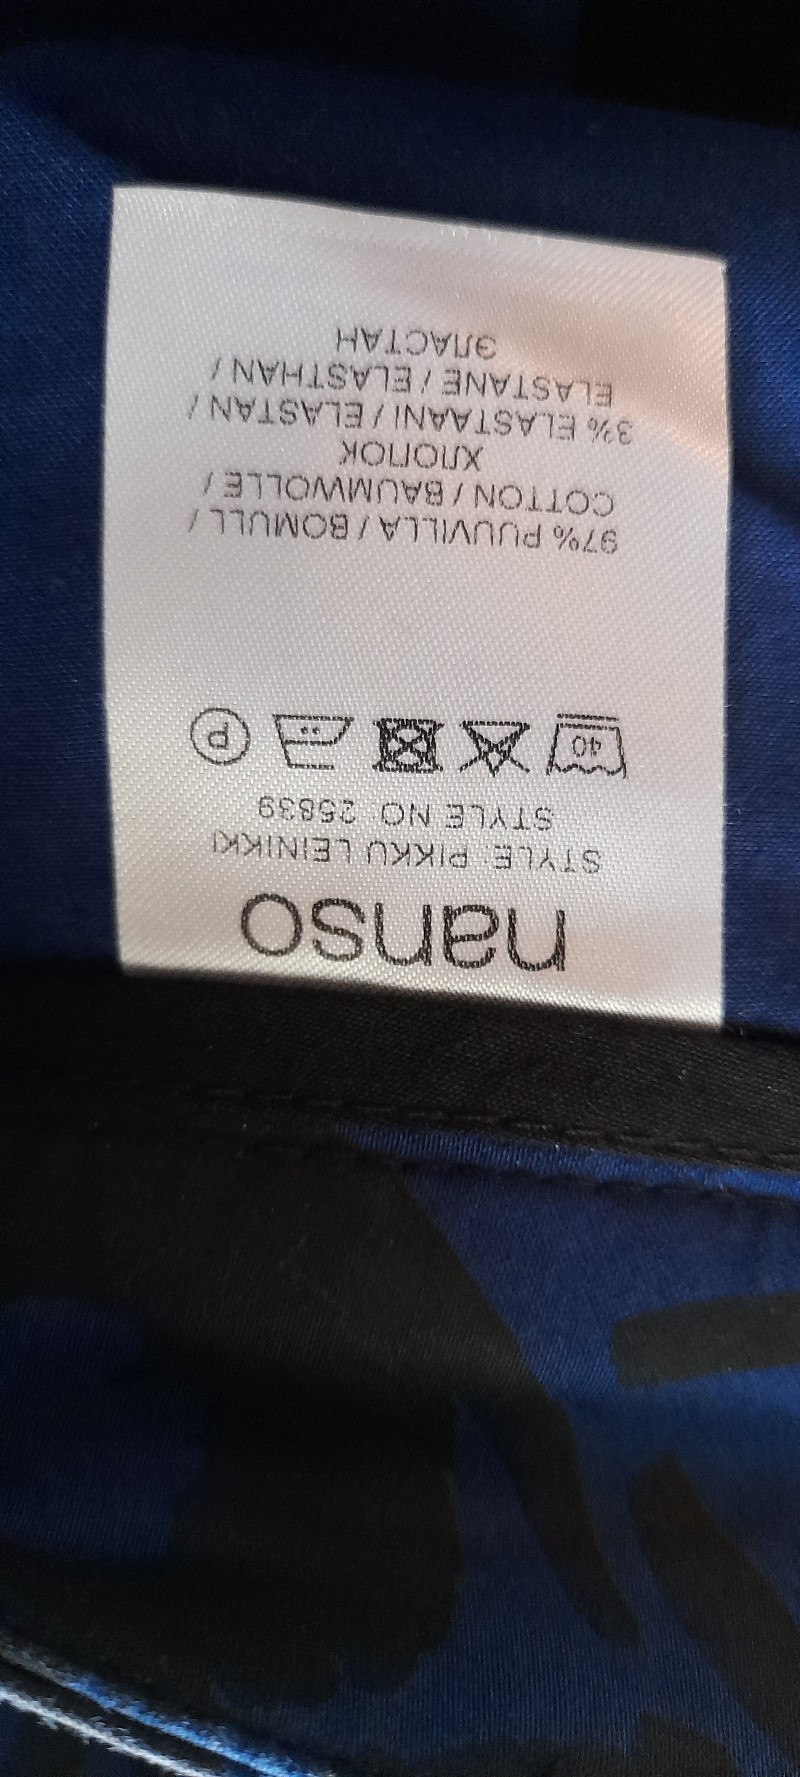 nanso
STYLE: PIKKU LEINIKKI
STYLE NO: 25839
40 P
97% PUUVILLA / BOMULL /
COTTON / BAUMWOLLE /
ХЛОПОК
3% ELASTAANI / ELASTAN /
ELASTANE / ELASTHAN /
ЭЛАСТАН